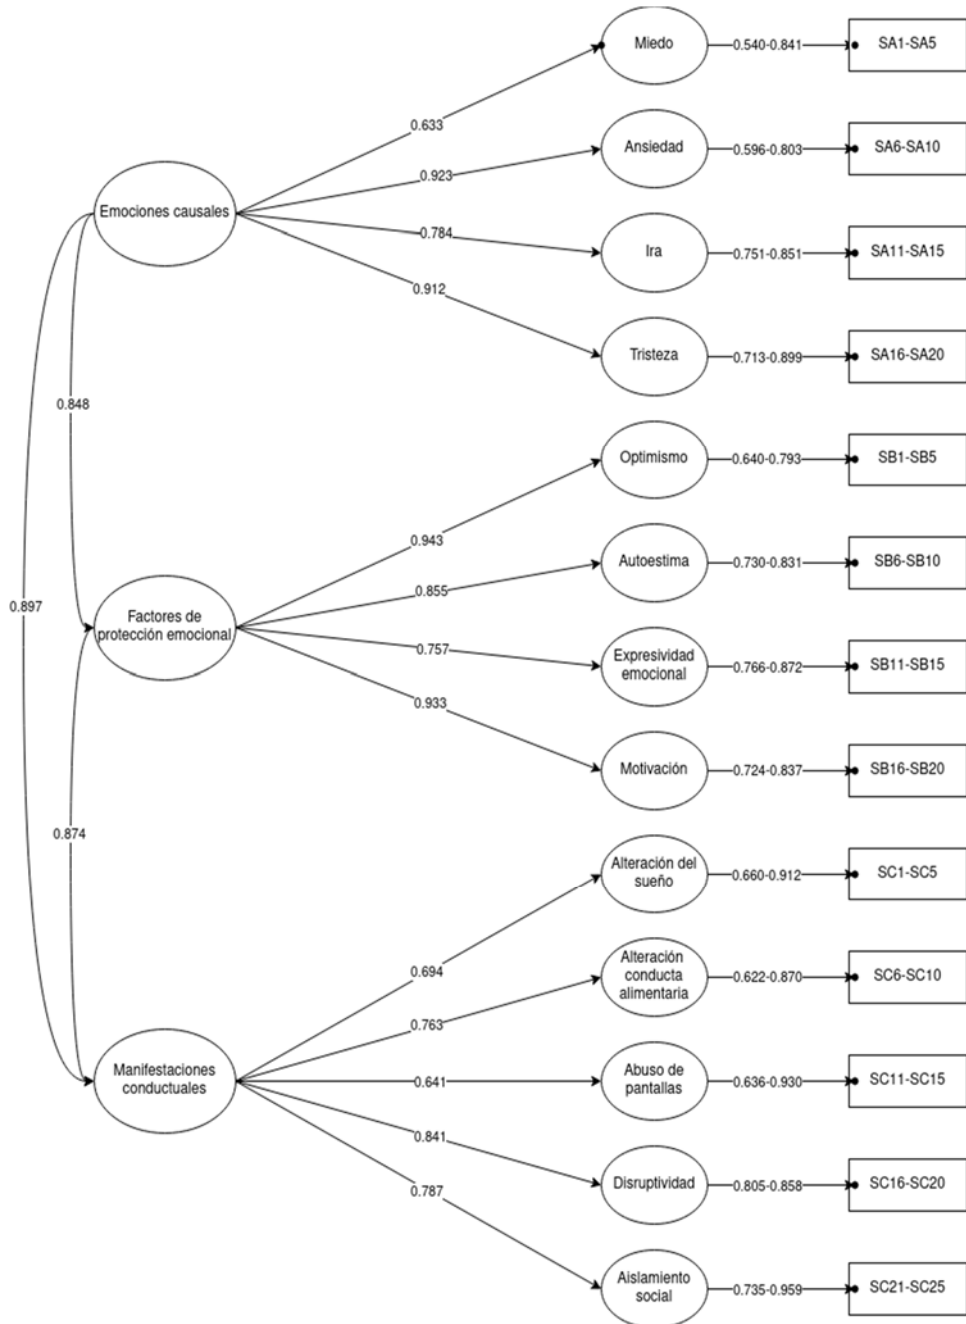 Miedo
0.540-0.841
SA1-SA5
0.633
Ansiedad
0.596-0.803
SA6-SA10
0.923
Emociones causales
0.784
Ira
0.751-0.851
SA11-SA15
0.912
Tristeza
0.713-0.899
SA16-SA20
0.848
Optimismo
0.640-0.793
SB1-SB5
0.943
Autoestima
0.730-0.831
SB6-SB10
0.855
0.897
Factores de
protección emocional
0.757
Expresividad
emocional
0.766-0.872
SB11-SB15
0.933
Motivación
0.724-0.837
SB16-SB20
0.874
Alteración del
sueño
0.660-0.912
SC1-SC5
0.694
Alteración
conducta
alimentaria
0.622-0.870
SC6-SC10
0.763
Manifestaciones
conductuales
0.641
Abuso de
pantallas
0.636-0.930
SC11-SC15
0.841
Disruptividad
0.805-0.858
SC16-SC20
0.787
Aislamiento
social
0.735-0.959
SC21-SC25